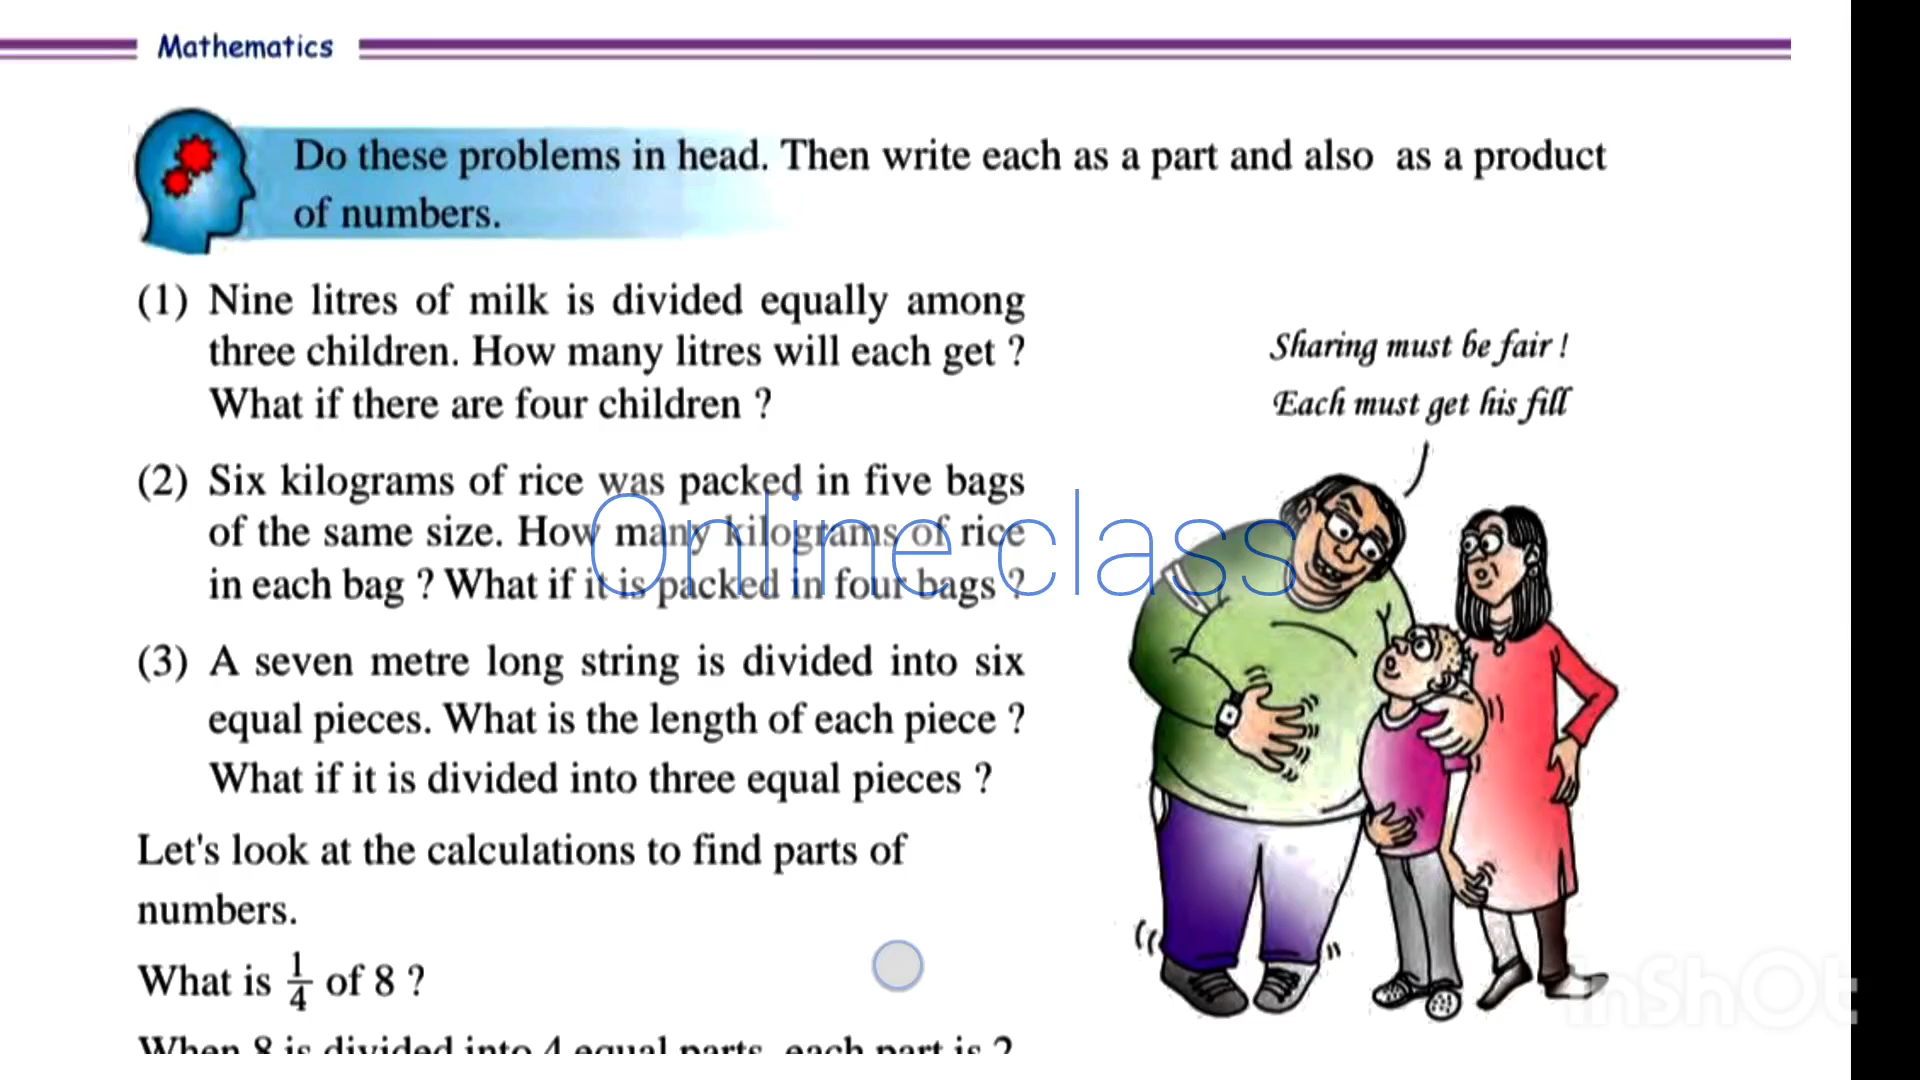 Mathematics
Do these problems in head. Then write each as a part and also as a product
of numbers.
(1) Nine litres of milk is divided equally among
three children. How many litres will each get ?
What if there are four children ?
Sharing must be fair !
Each must get his fill
(2) Six kilograms of rice was packed in five bags
of the same size. How many kilograms of rice
in each bag ? What if it is packed in four bags ?
Online class
(3) A seven metre long string is divided into six
equal pieces. What is the length of each piece ?
What if it is divided into three equal pieces ?
Let's look at the calculations to find parts of
numbers.
What is 1/4 of 8 ?
When 8 is divided into 4 equal parts, each part is 2
InShOt